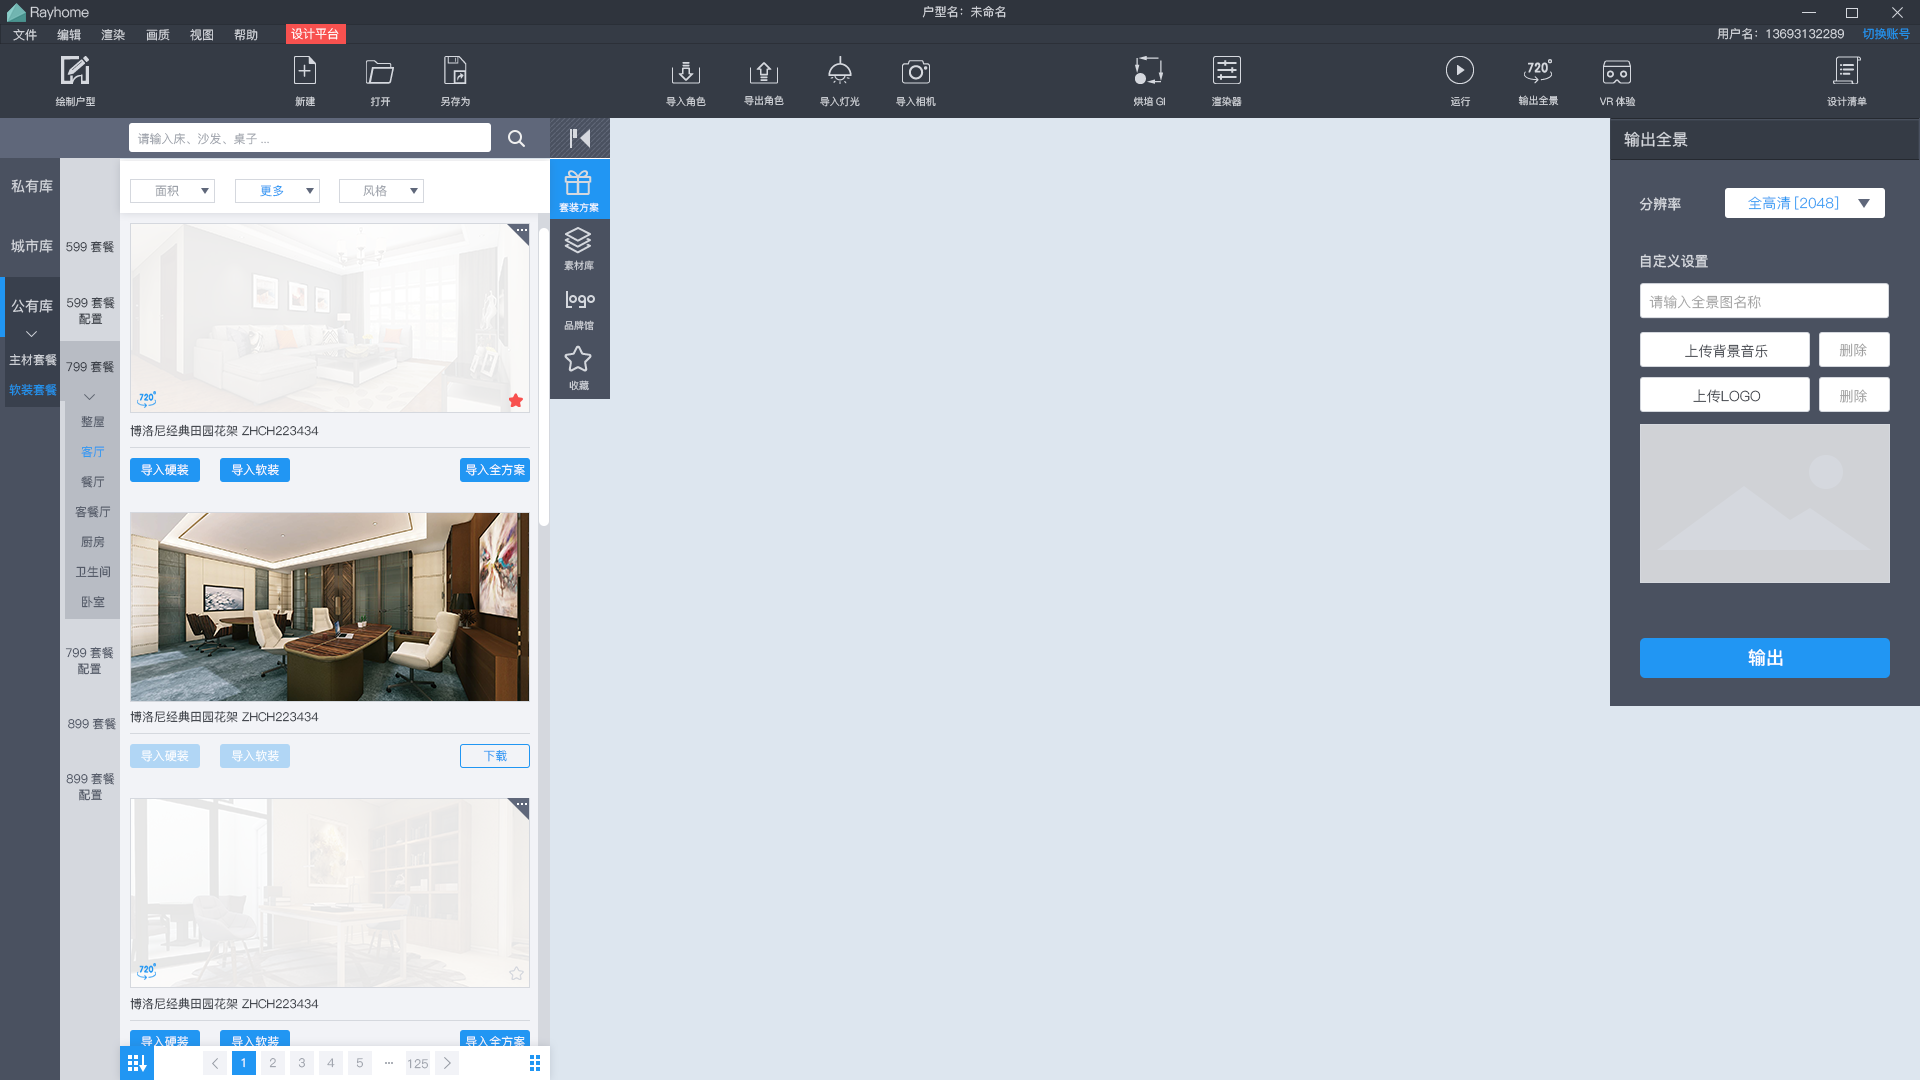 Rayhome
户型名：未命名
文件 编辑 渲染 画质 视图 帮助 设计平台
用户名：13693132289 切换账号
绘制户型 新建 打开 另存为 导入角色 导出角色 导入灯光 导入相机 烘培 GI 渲染器 运行 输出全景 VR 体验 设计清单
720°
请输入床、沙发、桌子 ...
私有库
城市库
公有库
主材套餐
软装套餐
599 套餐
599 套餐
配置
799 套餐
整屋
客厅
餐厅
客餐厅
厨房
卫生间
卧室
799 套餐
配置
899 套餐
899 套餐
配置
面积 更多 风格
720°
博洛尼经典田园花架 ZHCH223434
导入硬装 导入软装 导入全方案
博洛尼经典田园花架 ZHCH223434
导入硬装 导入软装 下载
720°
博洛尼经典田园花架 ZHCH223434
导入硬装 导入软装 导入全方案
1 2 3 4 5 ... 125
套装方案
素材库
logo
品牌馆
收藏
输出全景
分辨率 全高清 [2048]
自定义设置
请输入全景图名称
上传背景音乐 删除
上传LOGO 删除
输出